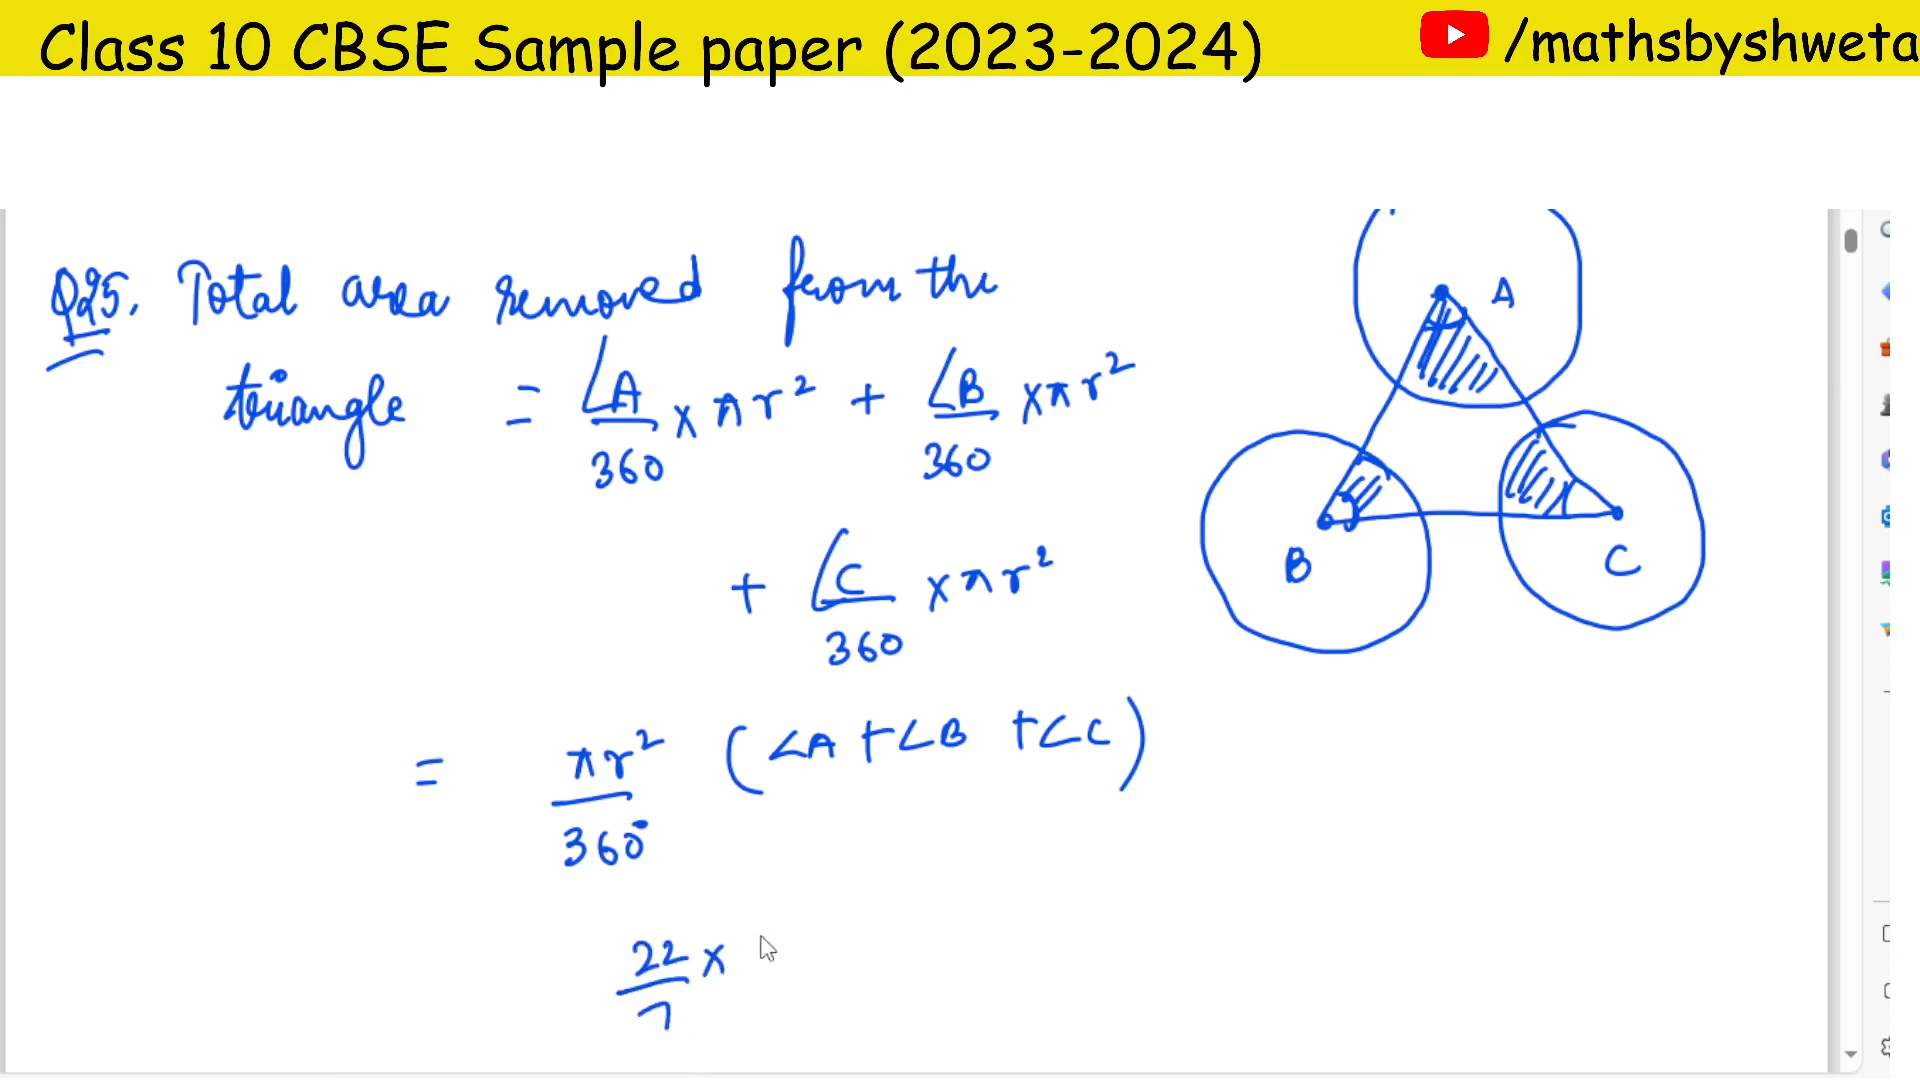 Class 10 CBSE Sample paper (2023-2024)
/mathsbyshweta
Q25. Total area removed from the
triangle = ∠A/360 × πr² + ∠B/360 × πr²
+ ∠C/360 × πr²
= πr²/360° (∠A + ∠B + ∠C)
22/7 ×
A
B
C